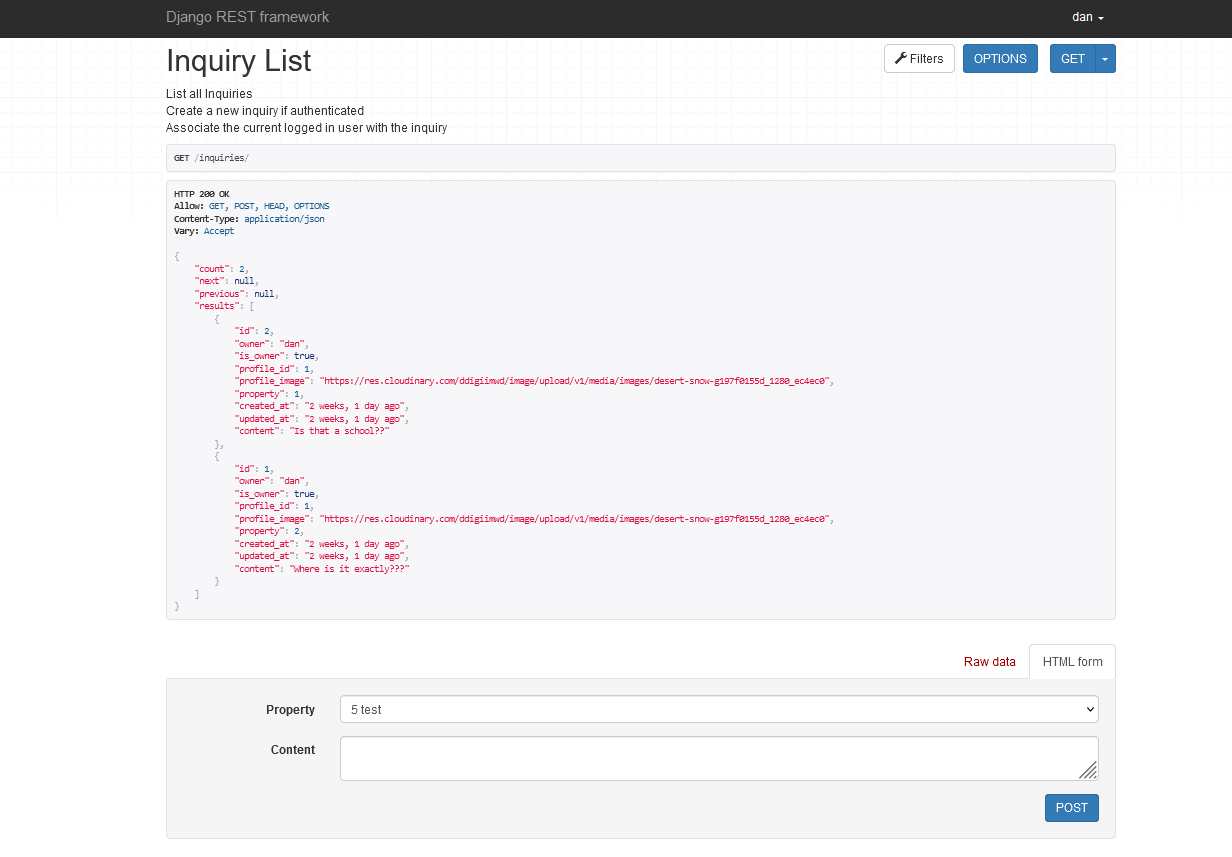 Django REST framework
dan
Inquiry List
Filters
OPTIONS
GET
List all Inquiries
Create a new inquiry if authenticated
Associate the current logged in user with the inquiry
GET /inquiries/
HTTP 200 OK
Allow: GET, POST, HEAD, OPTIONS
Content-Type: application/json
Vary: Accept
{
"count": 2,
"next": null,
"previous": null,
"results": [
{
"id": 2,
"owner": "dan",
"is_owner": true,
"profile_id": 1,
"profile_image": "https://res.cloudinary.com/ddigiimwd/image/upload/v1/media/images/desert-snow-g197f0155d_1280_ec4ec0",
"property": 1,
"created_at": "2 weeks, 1 day ago",
"updated_at": "2 weeks, 1 day ago",
"content": "Is that a school??"
},
{
"id": 1,
"owner": "dan",
"is_owner": true,
"profile_id": 1,
"profile_image": "https://res.cloudinary.com/ddigiimwd/image/upload/v1/media/images/desert-snow-g197f0155d_1280_ec4ec0",
"property": 2,
"created_at": "2 weeks, 1 day ago",
"updated_at": "2 weeks, 1 day ago",
"content": "Where is it exactly???"
}
]
}
Raw data
HTML form
Property
5 test
Content
POST